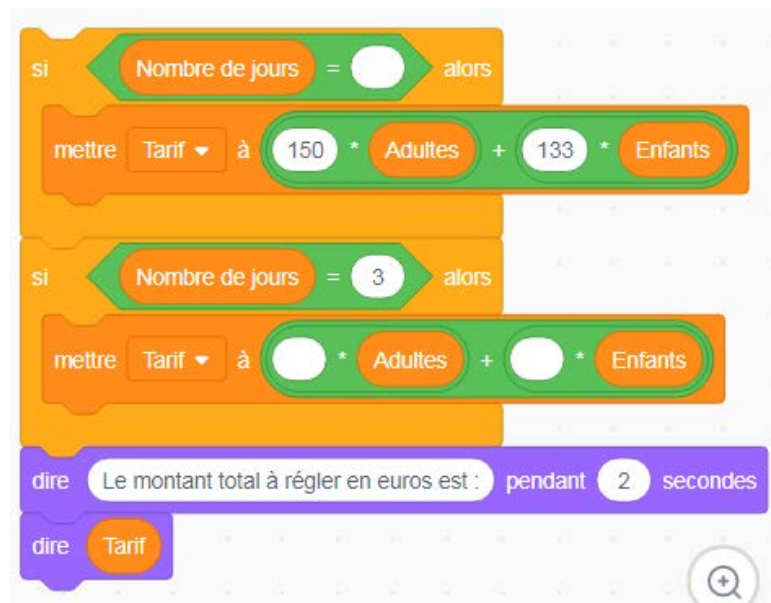 si Nombre de jours = alors
mettre Tarif à 150 * Adultes + 133 * Enfants
si Nombre de jours = 3 alors
mettre Tarif à * Adultes + * Enfants
dire Le montant total à régler en euros est : pendant 2 secondes
dire Tarif